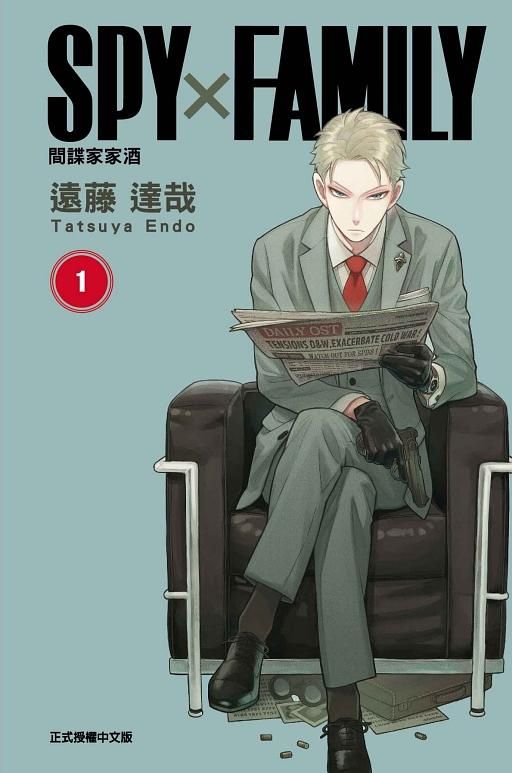 SPY×FAMILY
間諜家家酒
遠藤 達哉
Tatsuya Endo
1
DAILY OST
TENSIONS D&W, EXACERBATE COLD WAR!
WATCH OUT FOR SPIES!
正式授權中文版